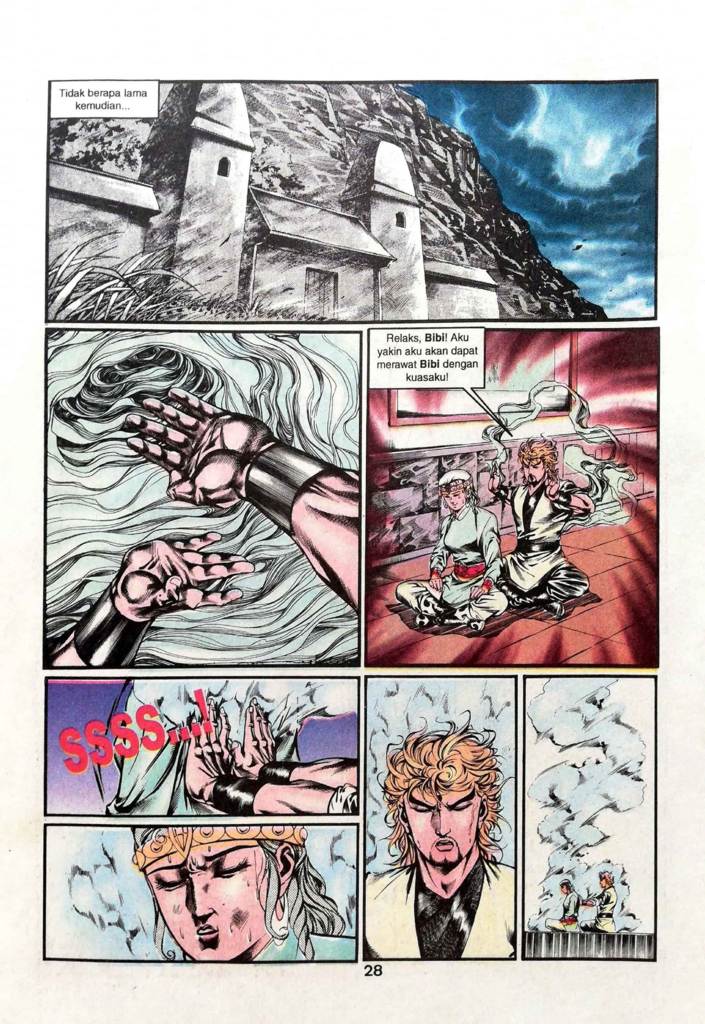 Tidak berapa lama
kemudian...
Relaks, Bibi! Aku
yakin aku akan dapat
merawat Bibi dengan
kuasaku!
SSSS....!
28